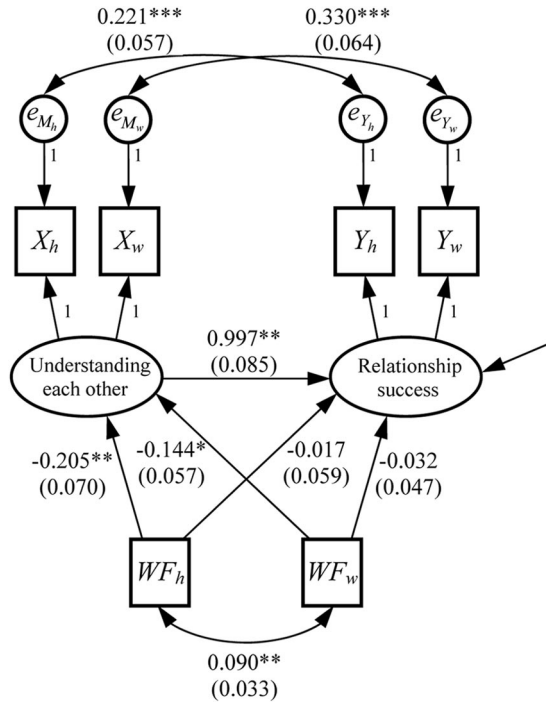 0.221*** 0.330***
(0.057) (0.064)
e_{M_h} e_{M_w} e_{Y_h} e_{Y_w}
1 1 1 1
X_h X_w Y_h Y_w
1 1 1 1
0.997**
(0.085)
Understanding
each other
Relationship
success
-0.205** -0.144* -0.017 -0.032
(0.070) (0.057) (0.059) (0.047)
WF_h WF_w
0.090**
(0.033)